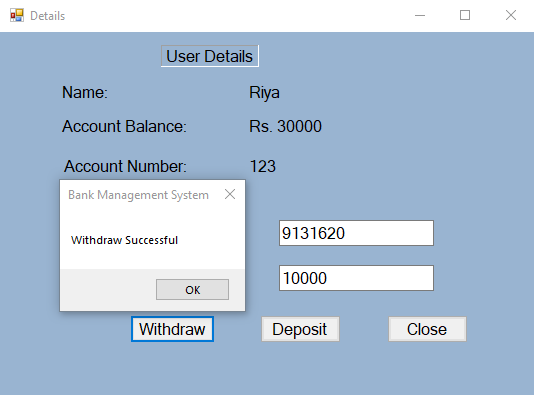 Details
User Details
Name: Riya
Account Balance: Rs. 30000
Account Number: 123
Bank Management System
Withdraw Successful
OK
9131620
10000
Withdraw Deposit Close